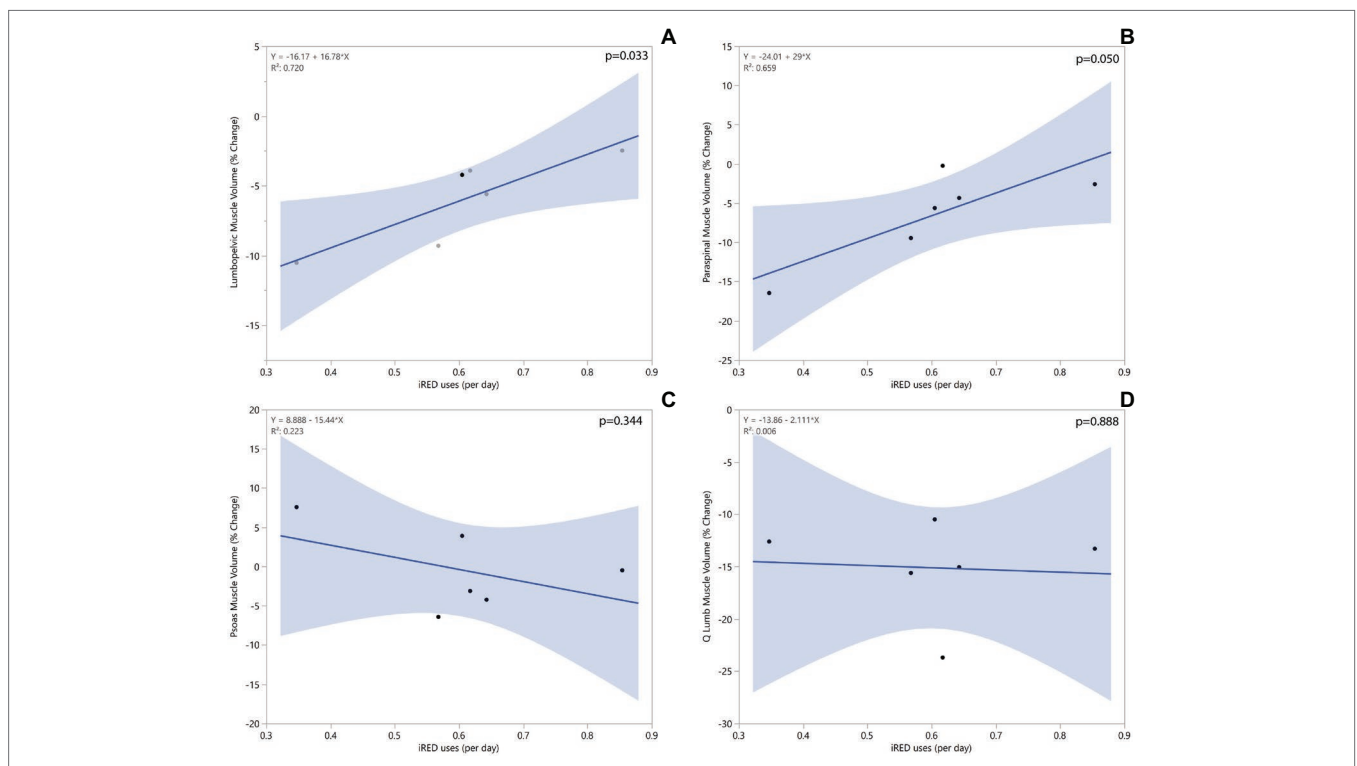 A
p=0.033
Y = -16.17 + 16.78*X
R²: 0.720
Lumbopelvic Muscle Volume (% Change)
5
0
-5
-10
-15
0.3 0.4 0.5 0.6 0.7 0.8 0.9
iRED uses (per day)
B
p=0.050
Y = -24.01 + 29*X
R²: 0.659
Paraspinal Muscle Volume (% Change)
15
10
5
0
-5
-10
-15
-20
-25
0.3 0.4 0.5 0.6 0.7 0.8 0.9
iRED uses (per day)
C
p=0.344
Y = 8.888 - 15.44*X
R²: 0.223
Psoas Muscle Volume (% Change)
20
15
10
5
0
-5
-10
-15
-20
0.3 0.4 0.5 0.6 0.7 0.8 0.9
iRED uses (per day)
D
p=0.888
Y = -13.86 - 2.111*X
R²: 0.006
Q Lumb Muscle Volume (% Change)
0
-5
-10
-15
-20
-25
-30
0.3 0.4 0.5 0.6 0.7 0.8 0.9
iRED uses (per day)